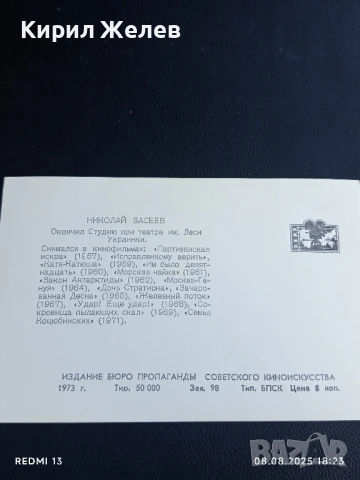 Кирил Желев
НИКОЛАЙ ЗАСЕЕВ
Окончил Студию при театре им. Леси
Украинки.
Снимался в кинофильмах: «Партизанская
искра» (1957), «Исправленному верить»,
«Катя-Катюша» (1959), «Им было девят-
надцать» (1960), «Морская чайка» (1961),
«Закон Антарктиды» (1962), «Москва-Ге-
нуя» (1964), «Дочь Стратиона», «Зачаро-
ванная Десна» (1965), «Железный поток»
(1967), «Удар! Еще удар!» (1968), «Со-
кровища пылающих скал» (1969), «Семья
Коцюбинских» (1971).
ИЗДАНИЕ БЮРО ПРОПАГАНДЫ СОВЕТСКОГО КИНОИСКУССТВА
1973 г. Тир. 50 000 Зак. 98 Тип. БПСК Цена 8 коп.
REDMI 13
08.08.2025 18:23
BAZAR